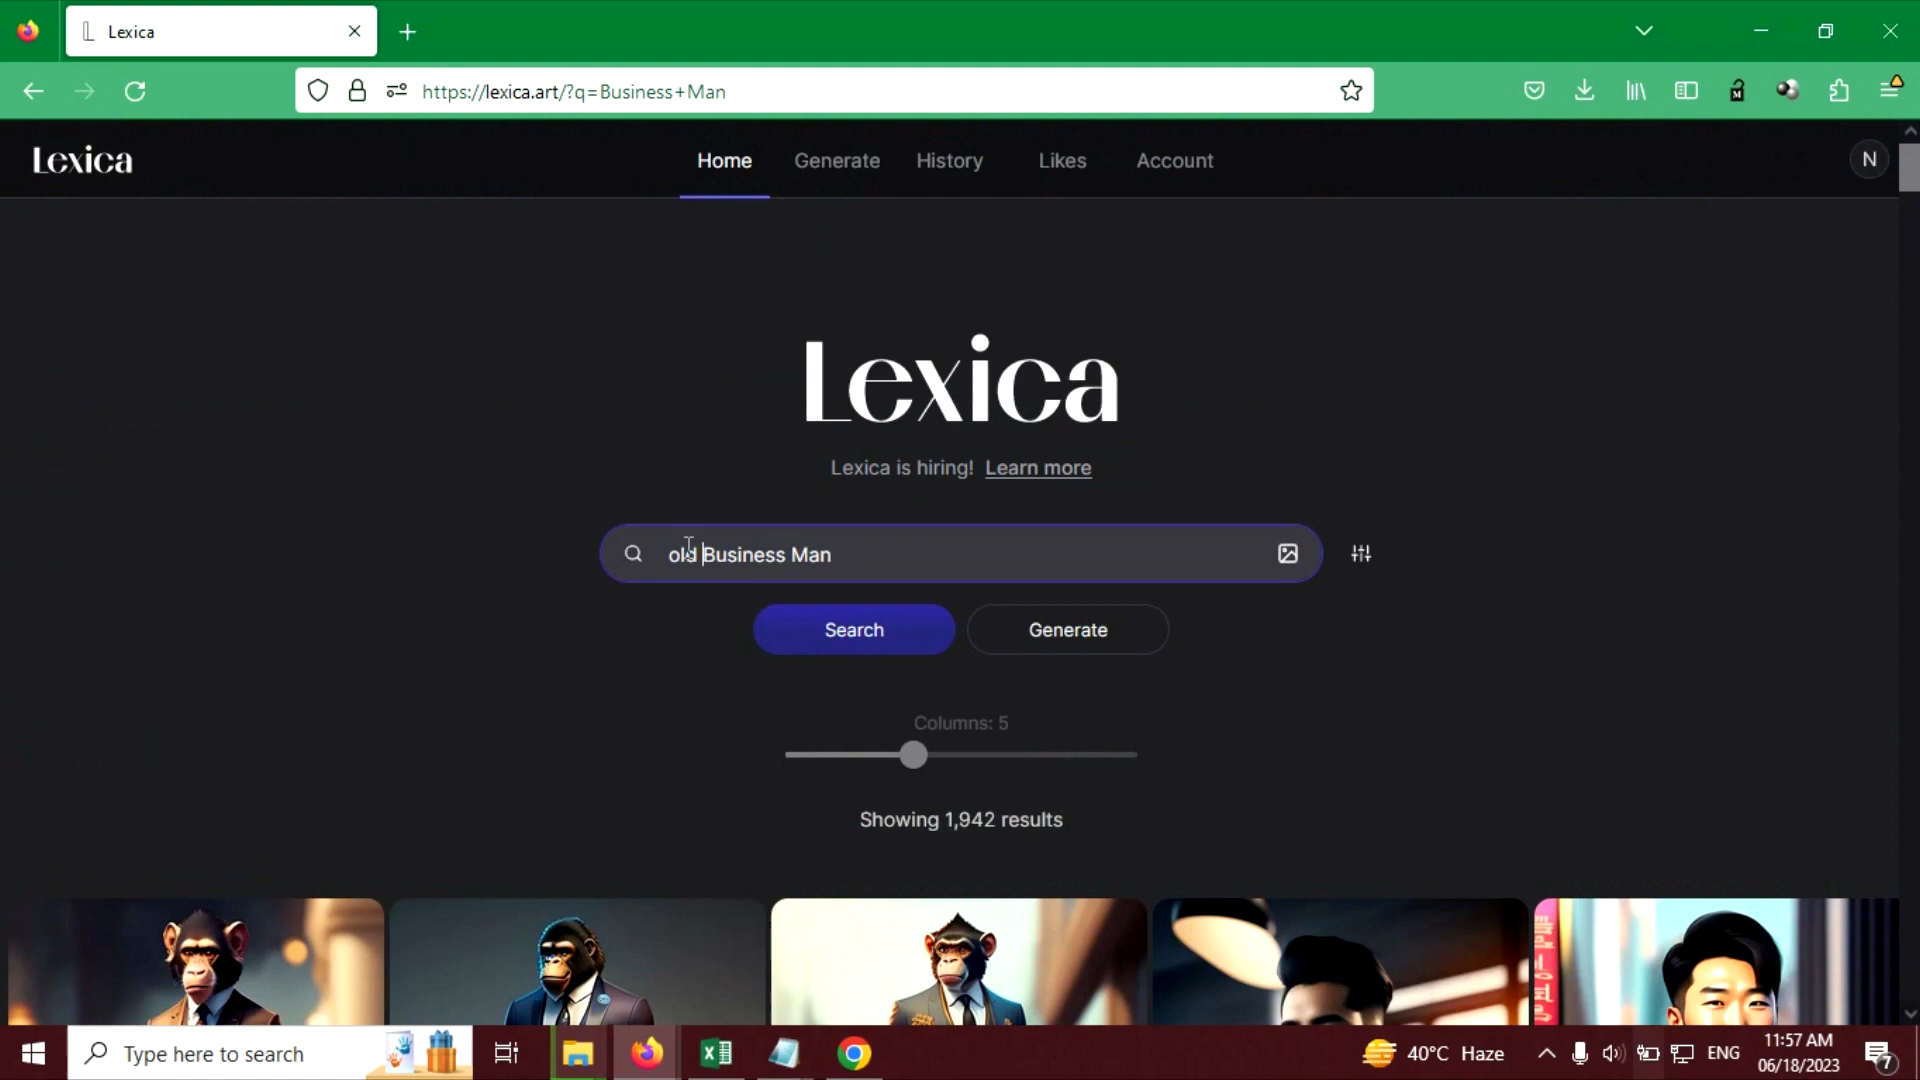 Lexica
https://lexica.art/?q=Business+Man
Lexica
Home
Generate
History
Likes
Account
N
Lexica
Lexica is hiring! Learn more
old Business Man
Search
Generate
Columns: 5
Showing 1,942 results
Type here to search
40°C Haze
ENG
11:57 AM
06/18/2023
7